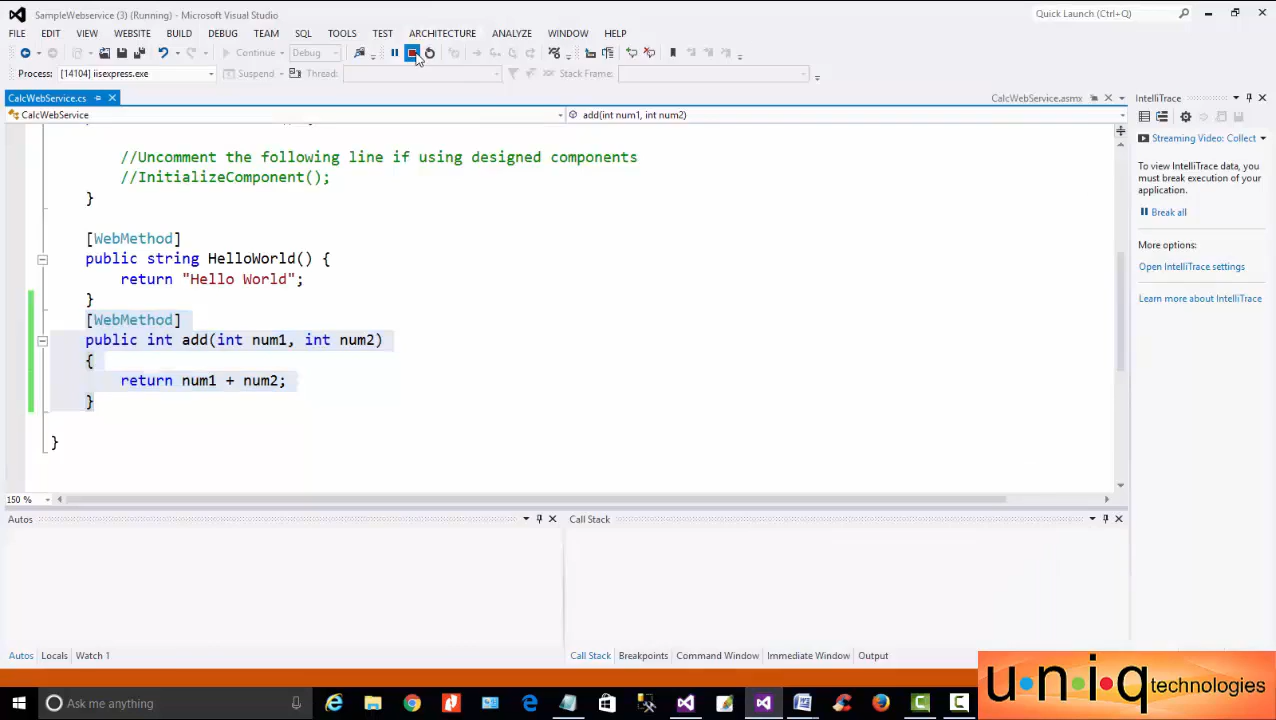 SampleWebservice (3) (Running) - Microsoft Visual Studio
Quick Launch (Ctrl+Q)
FILE EDIT VIEW WEBSITE BUILD DEBUG TEAM SQL TOOLS TEST ARCHITECTURE ANALYZE WINDOW HELP
Continue Debug
Process: [14104] iisexpress.exe Suspend Thread: Stack Frame:
CalcWebService.cs CalcWebService.asmx
IntelliTrace
CalcWebService add(int num1, int num2)
Streaming Video: Collect
To view IntelliTrace data, you
must break execution of your
application.
Break all
More options:
Open IntelliTrace settings
Learn more about IntelliTrace
//Uncomment the following line if using designed components
//InitializeComponent();
}
[WebMethod]
public string HelloWorld() {
return "Hello World";
}
[WebMethod]
public int add(int num1, int num2)
{
return num1 + num2;
}
}
150 %
Autos Call Stack
Autos Locals Watch 1 Call Stack Breakpoints Command Window Immediate Window Output
Ask me anything
uniq technologies